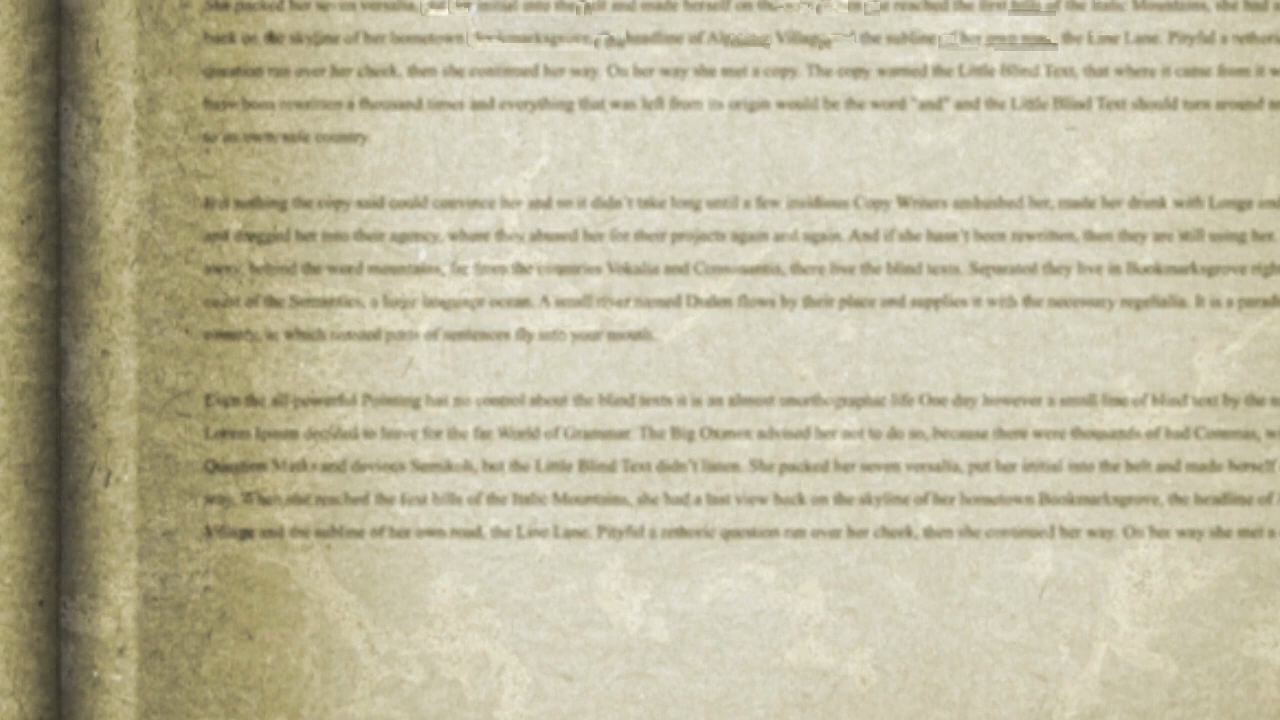 She packed her seven versalia, put initial into the belt and made herself on the reached the first hills of the Italic Mountains, she had
back on the skyline of her hometown Bookmarksgrove, headline of Alphabet Village the subline of her own road, the Line Lane. Pityful a rethoric
question ran over her cheek, then she continued her way. On her way she met a copy. The copy warned the Little Blind Text, that where it came from it
have been rewritten a thousand times and everything that was left from its origin would be the word "and" and the Little Blind Text should turn around
to its own safe country.
nothing the copy said could convince her and so it didn't take long until a few insidious Copy Writers ambushed her, made her drink with Longe
and dragged her into their agency, where they abused her for their projects again and again. And if she hasn't been rewritten, then they are still using her.
away, behind the word mountains, far from the countries Vokalia and Consonantia, there live the blind texts. Separated they live in Bookmarksgrove right
coast of the Semantics, a large language ocean. A small river named Duden flows by their place and supplies it with the necessary regelialia. It is a
country, in which roasted parts of sentences fly into your mouth.
Even the all-powerful Pointing has no control about the blind texts it is an almost unorthographic life One day however a small line of blind text by the
Lorem Ipsum decided to leave for the far World of Grammar. The Big Oxmox advised her not to do so, because there were thousands of bad Commas,
Question Marks and devious Semikoli, but the Little Blind Text didn't listen. She packed her seven versalia, put her initial into the belt and made herself
way. When she reached the first hills of the Italic Mountains, she had a last view back on the skyline of her hometown Bookmarksgrove, the headline of
Village and the subline of her own road, the Line Lane. Pityful a rethoric question ran over her cheek, then she continued her way. On her way she met a